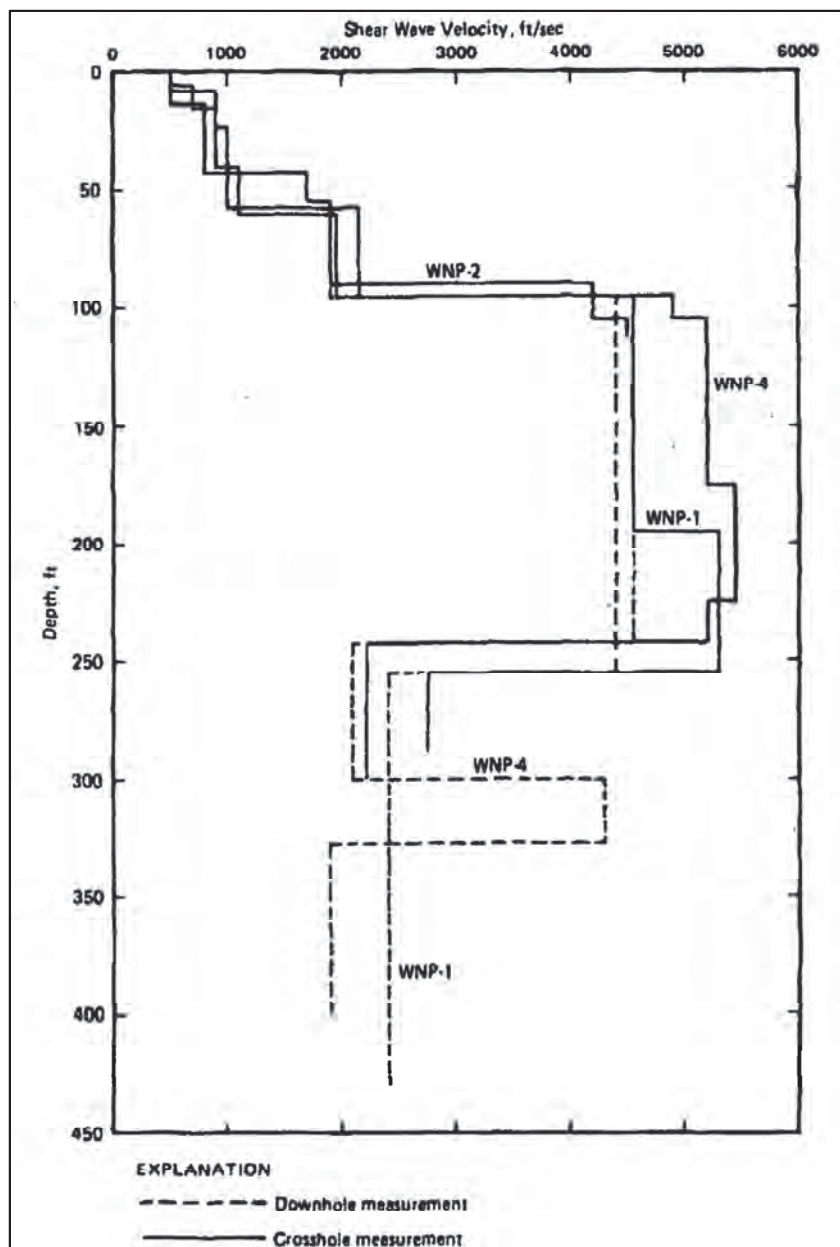 Shear Wave Velocity, ft/sec
0 1000 2000 3000 4000 5000 6000
0
50
WNP-2
100
WNP-4
150
WNP-1
200
Depth, ft
250
WNP-4
300
350
WNP-1
400
450
EXPLANATION
Downhole measurement
Crosshole measurement